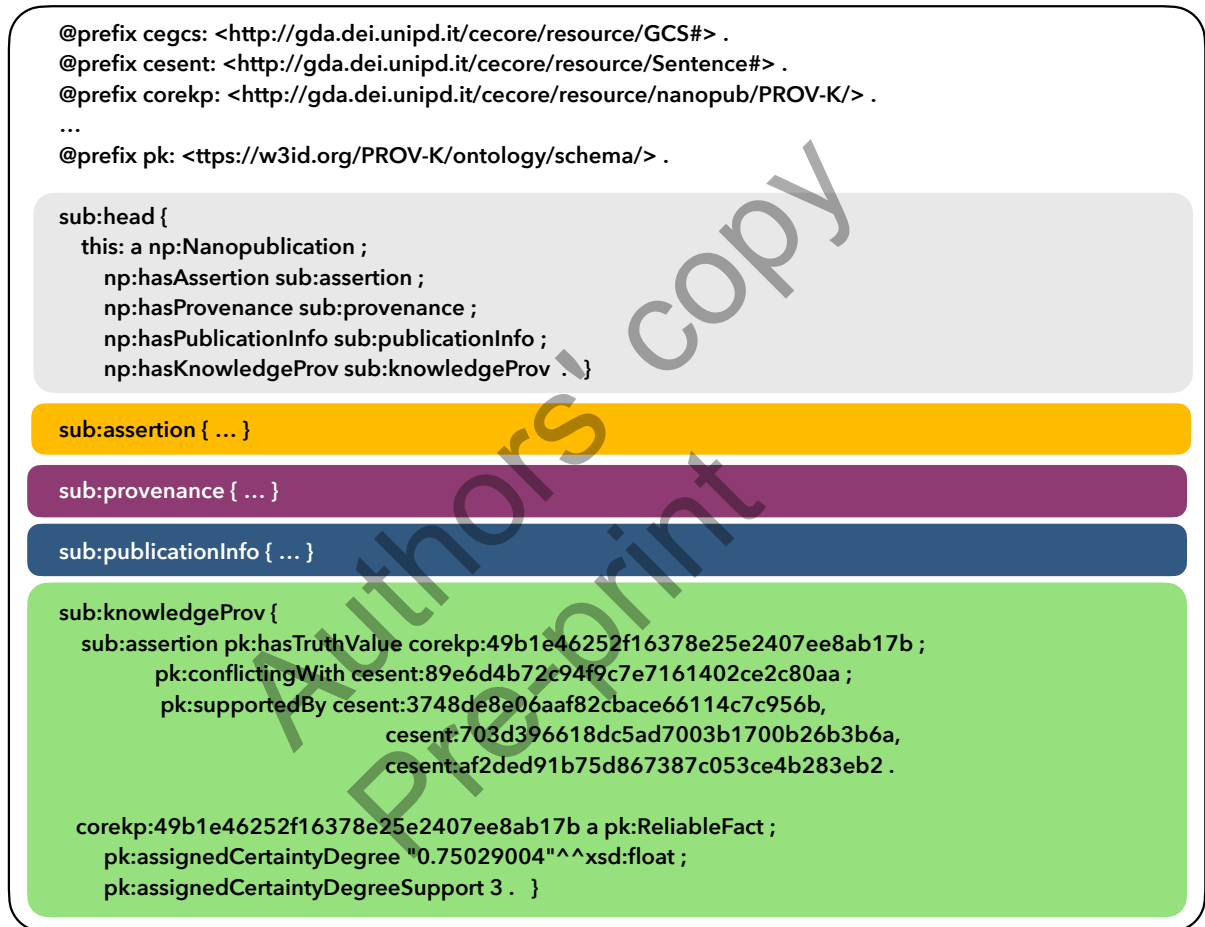 @prefix cegcs: <http://gda.dei.unipd.it/cecore/resource/GCS#> .
@prefix cesent: <http://gda.dei.unipd.it/cecore/resource/Sentence#> .
@prefix corekp: <http://gda.dei.unipd.it/cecore/resource/nanopub/PROV-K/> .
…
@prefix pk: <ttps://w3id.org/PROV-K/ontology/schema/> .
sub:head {
this: a np:Nanopublication ;
np:hasAssertion sub:assertion ;
np:hasProvenance sub:provenance ;
np:hasPublicationInfo sub:publicationInfo ;
np:hasKnowledgeProv sub:knowledgeProv . }
sub:assertion { … }
sub:provenance { … }
sub:publicationInfo { … }
sub:knowledgeProv {
sub:assertion pk:hasTruthValue corekp:49b1e46252f16378e25e2407ee8ab17b ;
pk:conflictingWith cesent:89e6d4b72c94f9c7e7161402ce2c80aa ;
pk:supportedBy cesent:3748de8e06aaf82cbace66114c7c956b,
cesent:703d396618dc5ad7003b1700b26b3b6a,
cesent:af2ded91b75d867387c053ce4b283eb2 .
corekp:49b1e46252f16378e25e2407ee8ab17b a pk:ReliableFact ;
pk:assignedCertaintyDegree "0.75029004"^^xsd:float ;
pk:assignedCertaintyDegreeSupport 3 . }
Authors' copy
Pre-print